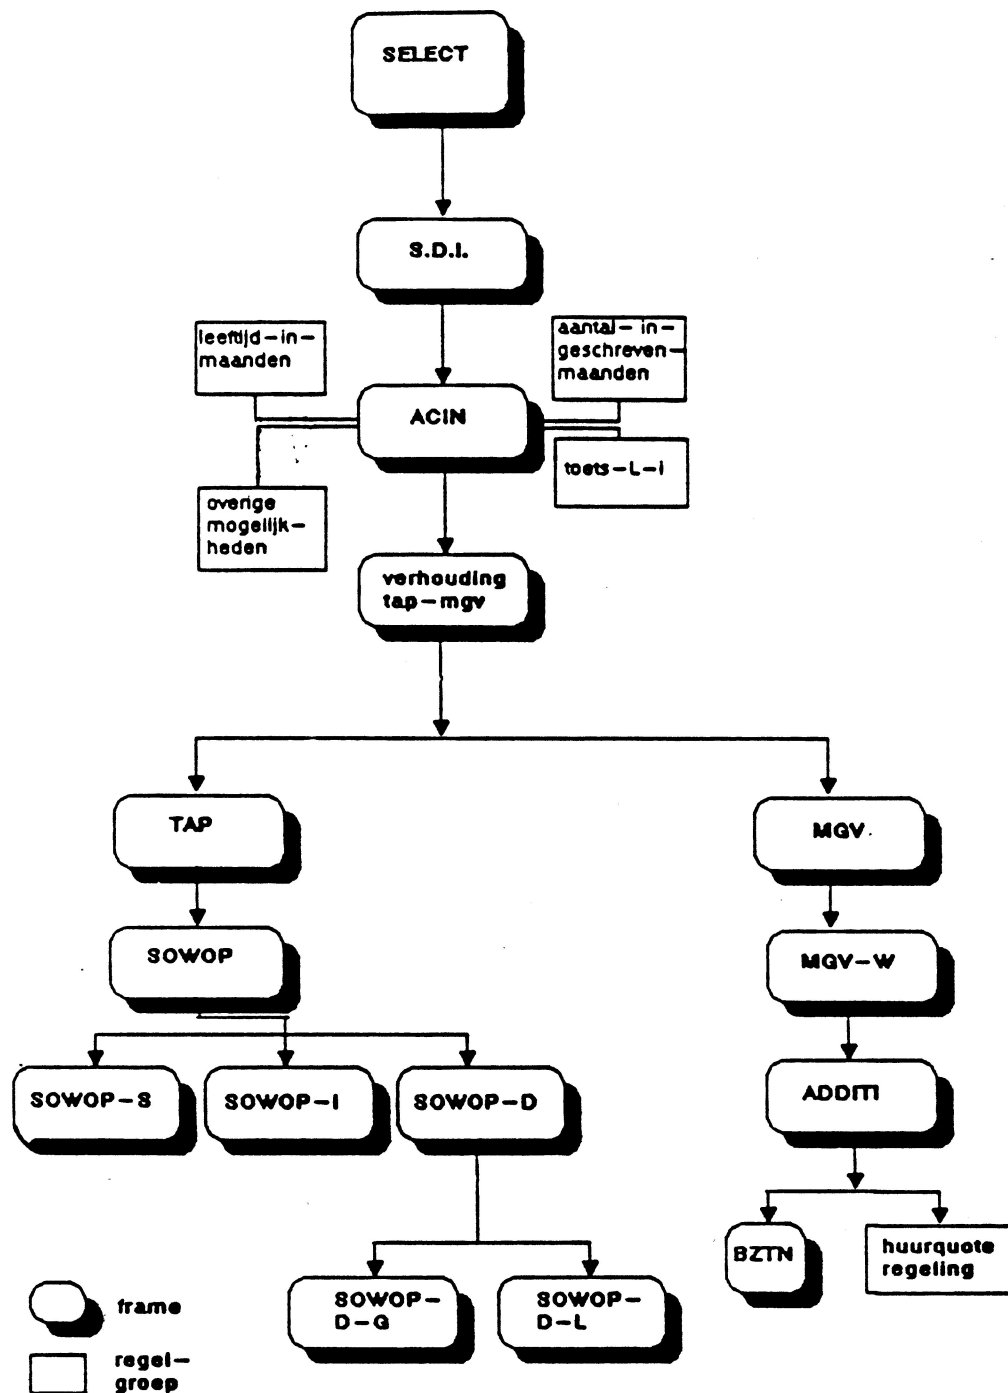 SELECT
S.D.I.
leeftijd-in-
maanden
aantal-in-
geschreven-
maanden
ACIN
toets-L-I
overige
mogelijk-
heden
verhouding
tap-mgv
TAP
MGV
SOWOP
MGV-W
SOWOP-S
SOWOP-I
SOWOP-D
ADDITI
BZTN
huurquote
regeling
SOWOP-
D-G
SOWOP-
D-L
frame
regel-
groep